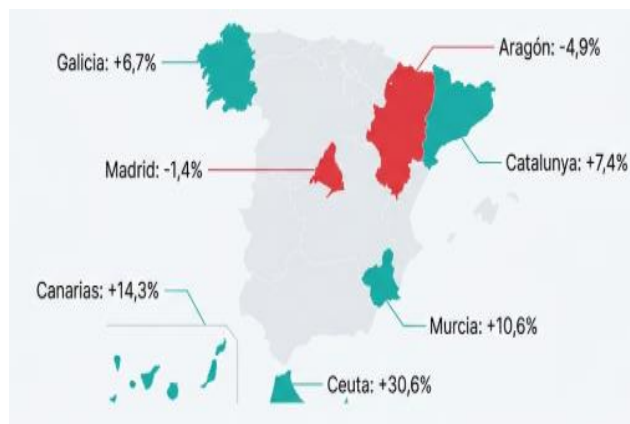 Galicia: +6,7%
Aragón: -4,9%
Madrid: -1,4%
Catalunya: +7,4%
Canarias: +14,3%
Murcia: +10,6%
Ceuta: +30,6%